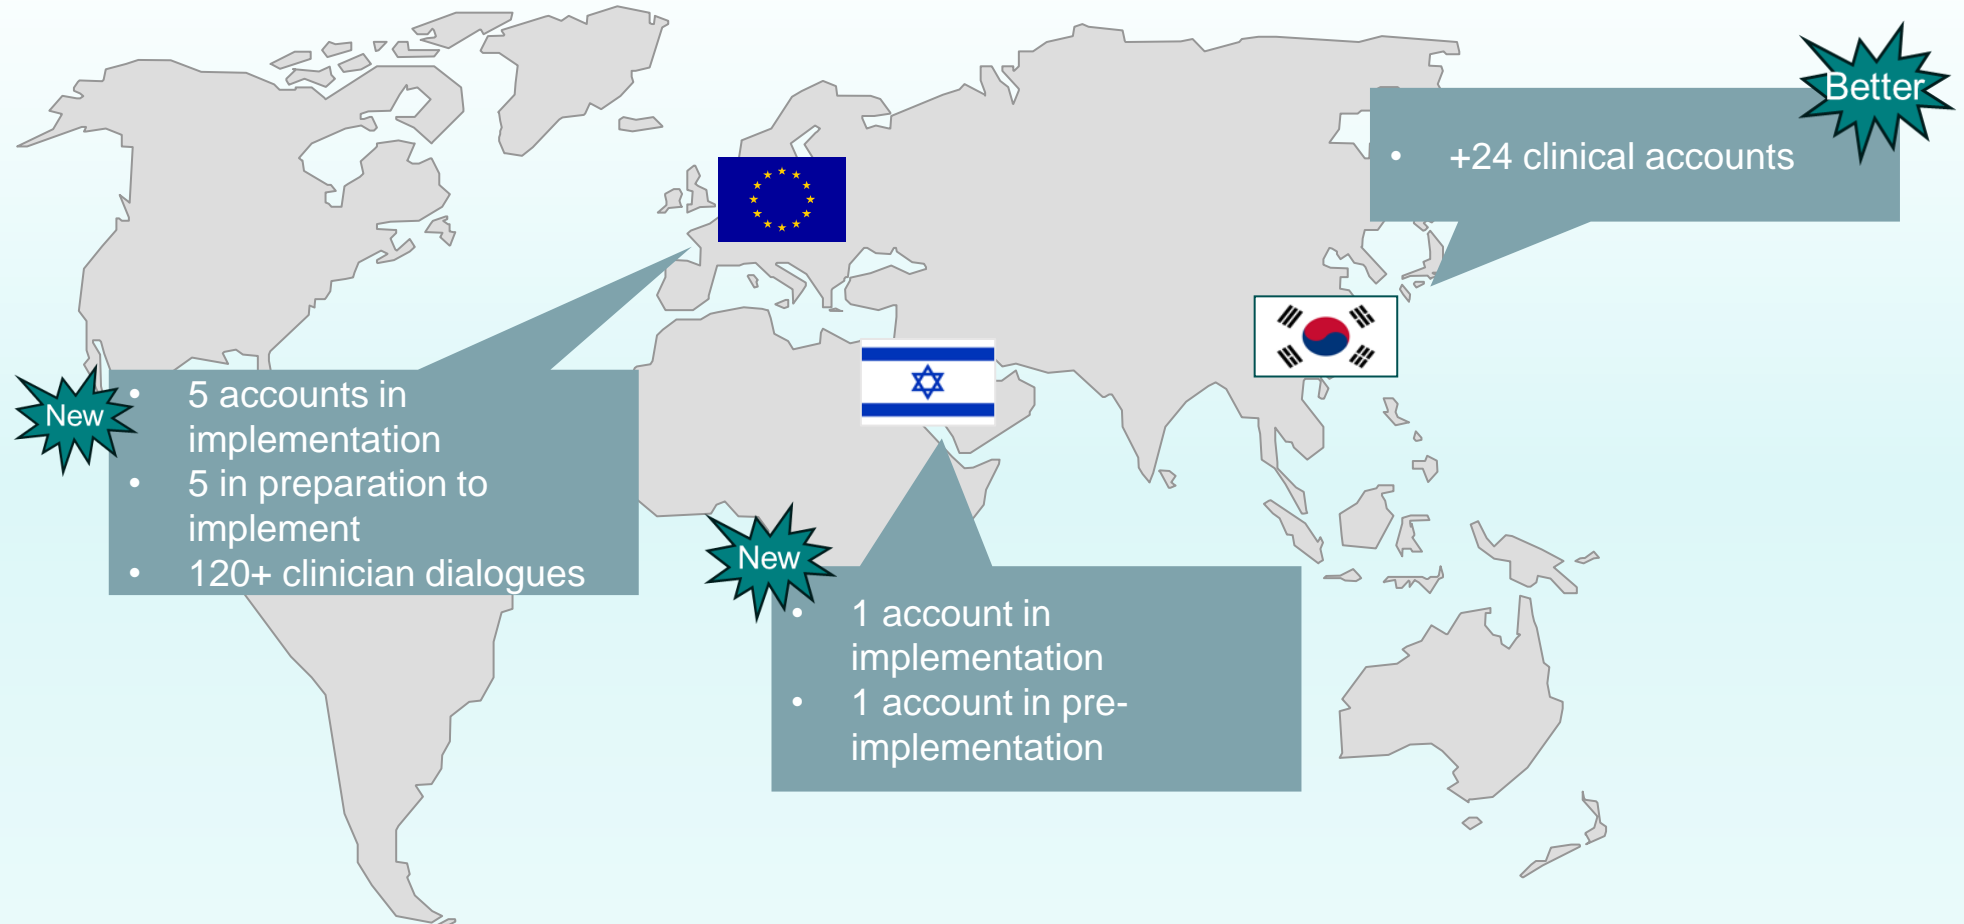 Better
• +24 clinical accounts
New
• 5 accounts in
implementation
• 5 in preparation to
implement
• 120+ clinician dialogues
New
• 1 account in
implementation
• 1 account in pre-
implementation